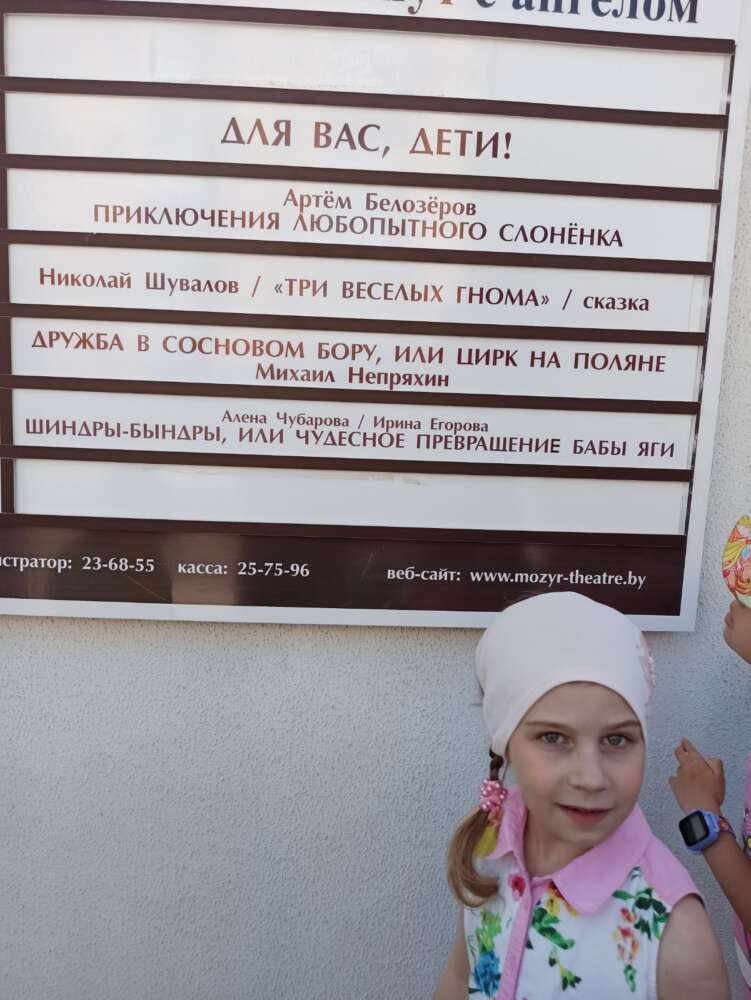 с ангелом
ДЛЯ ВАС, ДЕТИ!
Артём Белозёров
ПРИКЛЮЧЕНИЯ ЛЮБОПЫТНОГО СЛОНЁНКА
Николай Шувалов / «ТРИ ВЕСЕЛЫХ ГНОМА» / сказка
ДРУЖБА В СОСНОВОМ БОРУ, ИЛИ ЦИРК НА ПОЛЯНЕ
Михаил Непряхин
Алена Чубарова / Ирина Егорова
ШИНДРЫ-БЫНДРЫ, ИЛИ ЧУДЕСНОЕ ПРЕВРАЩЕНИЕ БАБЫ ЯГИ
стратор: 23-68-55 касса: 25-75-96 веб-сайт: www.mozyr-theatre.by